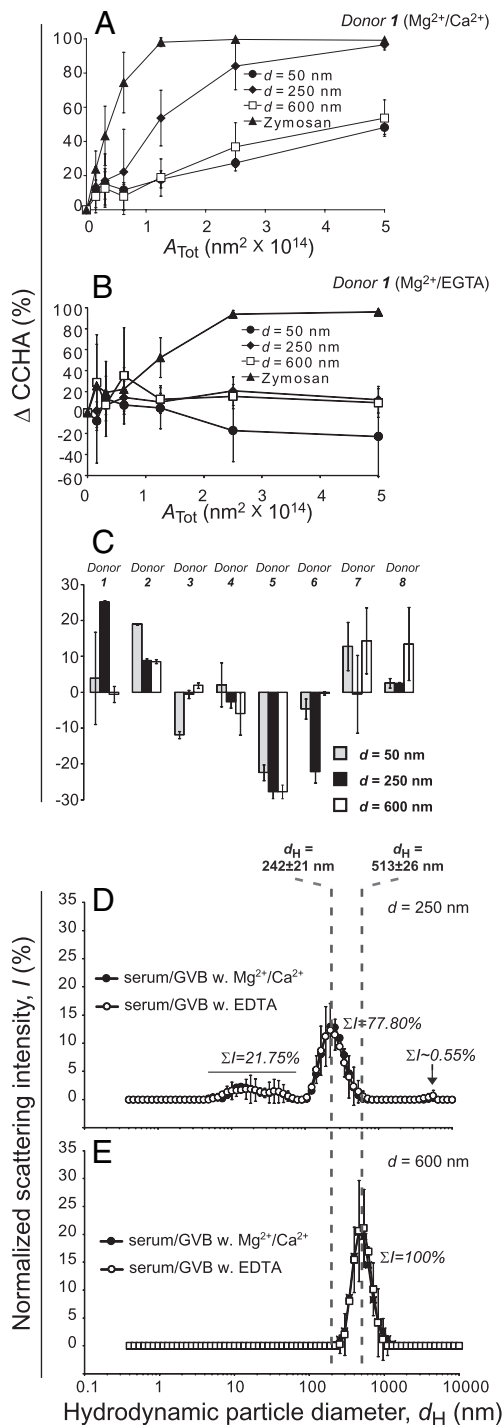 A
Donor 1 (Mg²⁺/Ca²⁺)
100
80
60
40
20
0
d = 50 nm
d = 250 nm
d = 600 nm
Zymosan
0 1 2 3 4 5
A_Tot (nm² X 10¹⁴)
Δ CCHA (%)
B
Donor 1 (Mg²⁺/EGTA)
100
80
60
40
20
0
-20
-40
-60
d = 50 nm
d = 250 nm
d = 600 nm
Zymosan
0 1 2 3 4 5
A_Tot (nm² X 10¹⁴)
C
Donor 1
Donor 2
Donor 3
Donor 4
Donor 5
Donor 6
Donor 7
Donor 8
30
20
10
0
-10
-20
-30
d = 50 nm
d = 250 nm
d = 600 nm
d_H = 242±21 nm
d_H = 513±26 nm
D
d = 250 nm
35
30
25
20
15
10
5
0
serum/GVB w. Mg²⁺/Ca²⁺
serum/GVB w. EDTA
ΣI=21.75%
ΣI=77.80%
ΣI~0.55%
Normalized scattering intensity, I (%)
E
d = 600 nm
35
30
25
20
15
10
5
0
serum/GVB w. Mg²⁺/Ca²⁺
serum/GVB w. EDTA
ΣI=100%
0.1 1 10 100 1000 10000
Hydrodynamic particle diameter, d_H (nm)